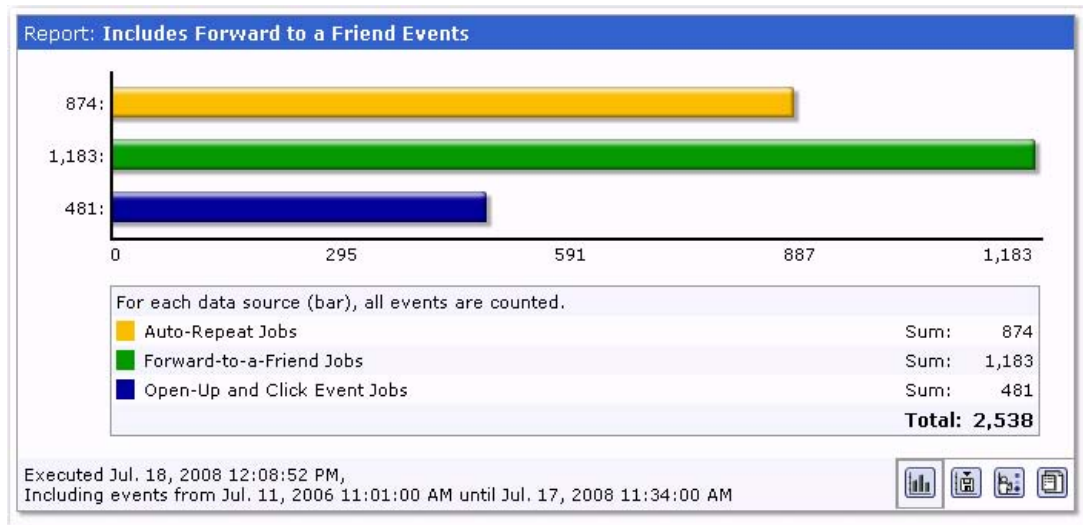 Report: Includes Forward to a Friend Events
874:
1,183:
481:
0 295 591 887 1,183
For each data source (bar), all events are counted.
Auto-Repeat Jobs Sum: 874
Forward-to-a-Friend Jobs Sum: 1,183
Open-Up and Click Event Jobs Sum: 481
Total: 2,538
Executed Jul. 18, 2008 12:08:52 PM,
Including events from Jul. 11, 2006 11:01:00 AM until Jul. 17, 2008 11:34:00 AM